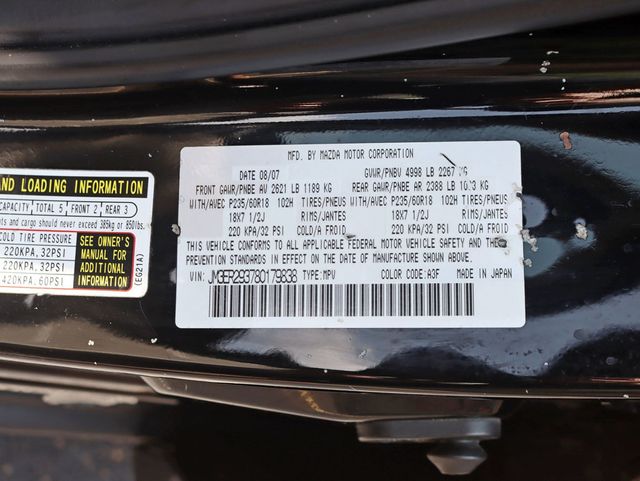 AND LOADING INFORMATION
CAPACITY, TOTAL 5 FRONT 2 REAR 3
nts and cargo should never exceed 385kg or 850lbs.
COLD TIRE PRESSURE
220KPA,32PSI
220KPA,32PSI
420KPA,60PSI
SEE OWNER'S
MANUAL FOR
ADDITIONAL
INFORMATION
(EG21A)
MFD. BY MAZDA MOTOR CORPORATION
DATE 08/07 GVWR/PNBV 4998 LB 2267 KG
FRONT GAWR/PNBE AV 2621 LB 1189 KG REAR GAWR/PNBE AR 2388 LB KG
WITH/AVEC P235/60R18 102H TIRES/PNEUS WITH/AVEC P235/60R18 102H TIRES/PNEUS
18X7 1/2J RIMS/JANTES 18X7 1/2J RIMS/JANTES
220 KPA/32 PSI COLD/A FROID 220 KPA/32 PSI COLD/A FROID
THIS VEHICLE CONFORMS TO ALL APPLICABLE FEDERAL MOTOR VEHICLE SAFETY AND THEFT
PREVENTION STANDARDS IN EFFECT ON THE DATE OF MANUFACTURE SHOWN ABOVE.
VIN: JM3ER293780179838 TYPE:MPV COLOR CODE: A3F MADE IN JAPAN